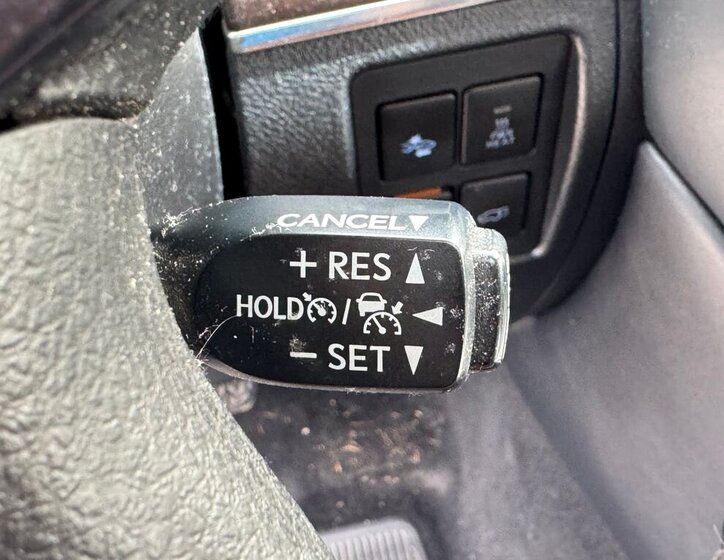 CANCEL▼
+ RES ▲
HOLD / ◄
− SET ▼